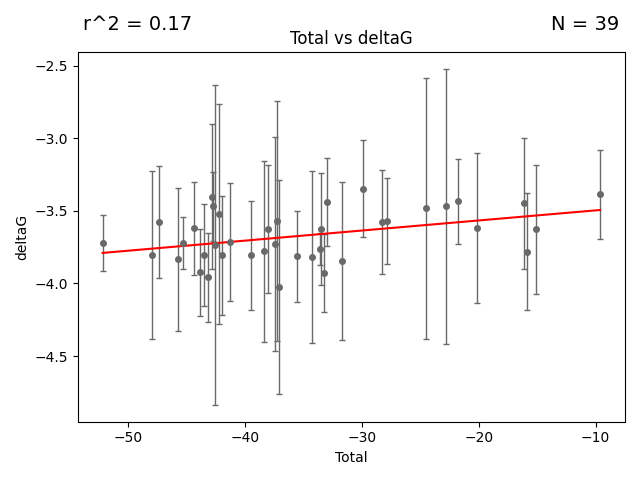 r^2 = 0.17
N = 39
Total vs deltaG
−2.5
−3.0
−3.5
−4.0
−4.5
deltaG
−50
−40
−30
−20
−10
Total